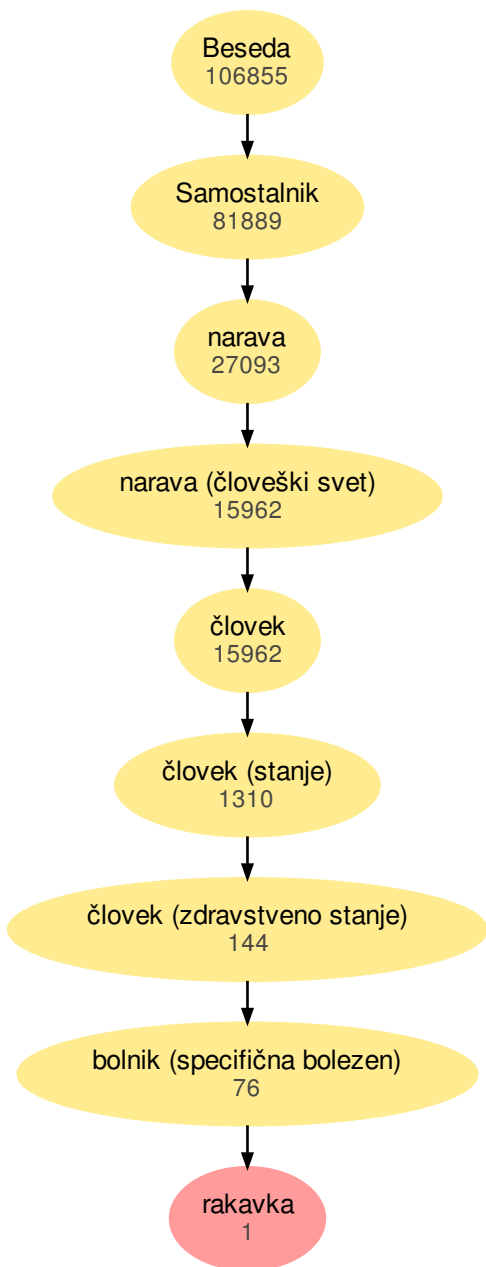 Beseda
106855
Samostalnik
81889
narava
27093
narava (človeški svet)
15962
človek
15962
človek (stanje)
1310
človek (zdravstveno stanje)
144
bolnik (specifična bolezen)
76
rakavka
1